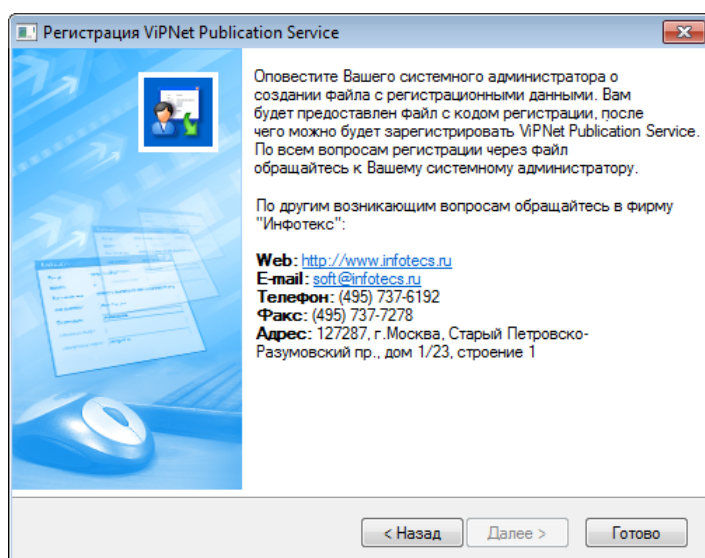 Регистрация ViPNet Publication Service
Оповестите Вашего системного администратора о
создании файла с регистрационными данными. Вам
будет предоставлен файл с кодом регистрации, после
чего можно будет зарегистрировать ViPNet Publication Service.
По всем вопросам регистрации через файл
обращайтесь к Вашему системному администратору.
По другим возникающим вопросам обращайтесь в фирму
"Инфотекс":
Web: http://www.infotecs.ru
E-mail: soft@infotecs.ru
Телефон: (495) 737-6192
Факс: (495) 737-7278
Адрес: 127287, г.Москва, Старый Петровско-
Разумовский пр., дом 1/23, строение 1
< Назад
Далее >
Готово